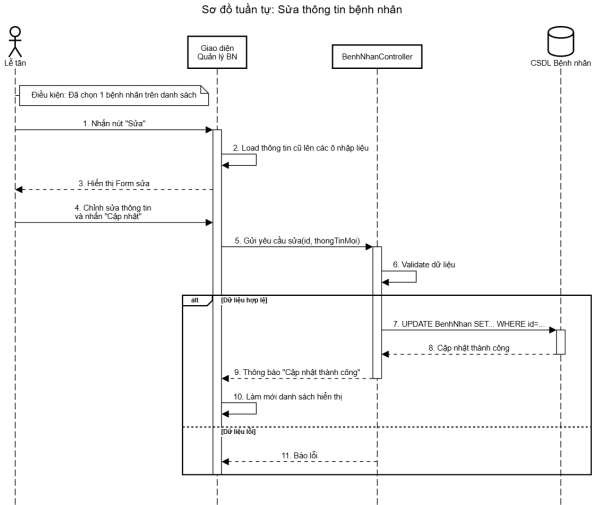 Sơ đồ tuần tự: Sửa thông tin bệnh nhân
Lễ tân
Giao diện
Quản lý BN
BenhNhanController
CSDL Bệnh nhân
Điều kiện: Đã chọn 1 bệnh nhân trên danh sách
1. Nhấn nút "Sửa"
2. Load thông tin cũ lên các ô nhập liệu
3. Hiển thị Form sửa
4. Chỉnh sửa thông tin
và nhấn "Cập nhật"
5. Gửi yêu cầu sửa(id, thongTinMoi)
6. Validate dữ liệu
alt
[Dữ liệu hợp lệ]
7. UPDATE BenhNhan SET... WHERE id=...
8. Cập nhật thành công
9. Thông báo "Cập nhật thành công"
10. Làm mới danh sách hiển thị
[Dữ liệu lỗi]
11. Báo lỗi